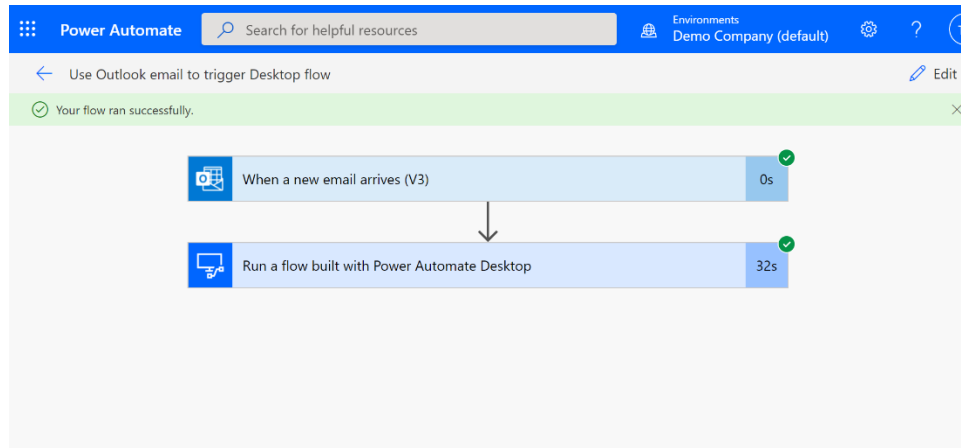 Power Automate
Search for helpful resources
Environments
Demo Company (default)
?
Use Outlook email to trigger Desktop flow
Edit
Your flow ran successfully.
When a new email arrives (V3)
0s
Run a flow built with Power Automate Desktop
32s